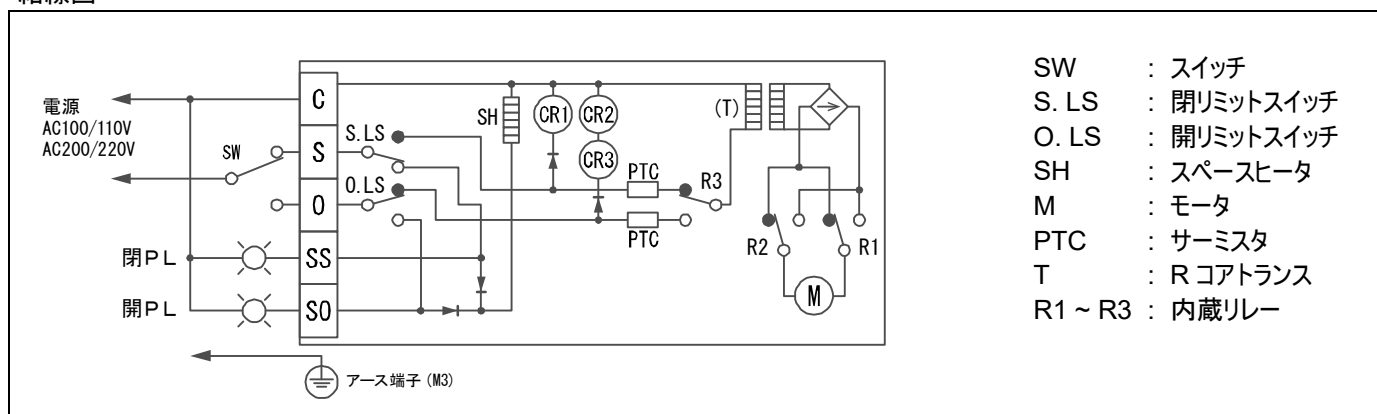 電源
AC100/110V
AC200/220V
SW
C
S
O
SS
SO
S.LS
O.LS
SH
CR1
CR2
CR3
PTC
PTC
R3
(T)
R2
R1
M
閉PL
開PL
アース端子 (M3)
SW : スイッチ
S. LS : 閉リミットスイッチ
O. LS : 開リミットスイッチ
SH : スペースヒータ
M : モータ
PTC : サーミスタ
T : R コアトランス
R1 ~ R3 : 内蔵リレー